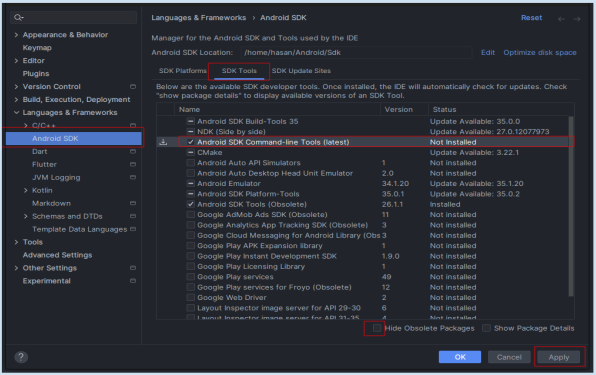 Q-
Languages & Frameworks › Android SDK
Reset
Appearance & Behavior
Keymap
Editor
Plugins
Version Control
Build, Execution, Deployment
Languages & Frameworks
C/C++
Android SDK
Dart
Flutter
JVM Logging
Kotlin
Markdown
Schemas and DTDs
Template Data Languages
Tools
Advanced Settings
Other Settings
Experimental
Manager for the Android SDK and Tools used by the IDE
Android SDK Location: /home/hasan/Android/Sdk Edit Optimize disk space
SDK Platforms SDK Tools SDK Update Sites
Below are the available SDK developer tools. Once installed, the IDE will automatically check for updates. Check
"show package details" to display available versions of an SDK Tool.
Name Version Status
Android SDK Build-Tools 35 Update Available: 35.0.0
NDK (Side by side) Update Available: 27.0.12077973
Android SDK Command-line Tools (latest) Not Installed
CMake Update Available: 3.22.1
Android Auto API Simulators 1 Not installed
Android Auto Desktop Head Unit Emulator 2.0 Not installed
Android Emulator 34.1.20 Update Available: 35.1.20
Android SDK Platform-Tools 35.0.1 Update Available: 35.0.2
Android SDK Tools (Obsolete) 26.1.1 Installed
Google AdMob Ads SDK (Obsolete) 11 Not installed
Google Analytics App Tracking SDK (Obsolete) 3 Not installed
Google Cloud Messaging for Android Library (Obs 3 Not installed
Google Play APK Expansion library 1 Not installed
Google Play Instant Development SDK 1.9.0 Not installed
Google Play Licensing Library 1 Not installed
Google Play services 49 Not installed
Google Play services for Froyo (Obsolete) 12 Not installed
Google Web Driver 2 Not installed
Layout Inspector image server for API 29-30 6 Not installed
Layout Inspector image server for API 31-35 4 Not installed
Hide Obsolete Packages Show Package Details
? OK Cancel Apply